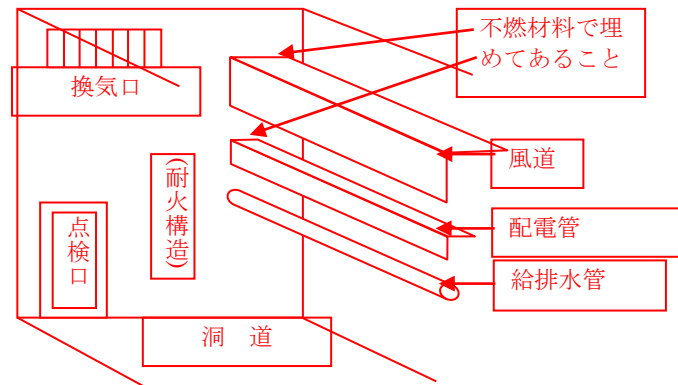 不燃材料で埋
めてあること
換気口
風道
(耐火構造)
点検口
配電管
給排水管
洞　道